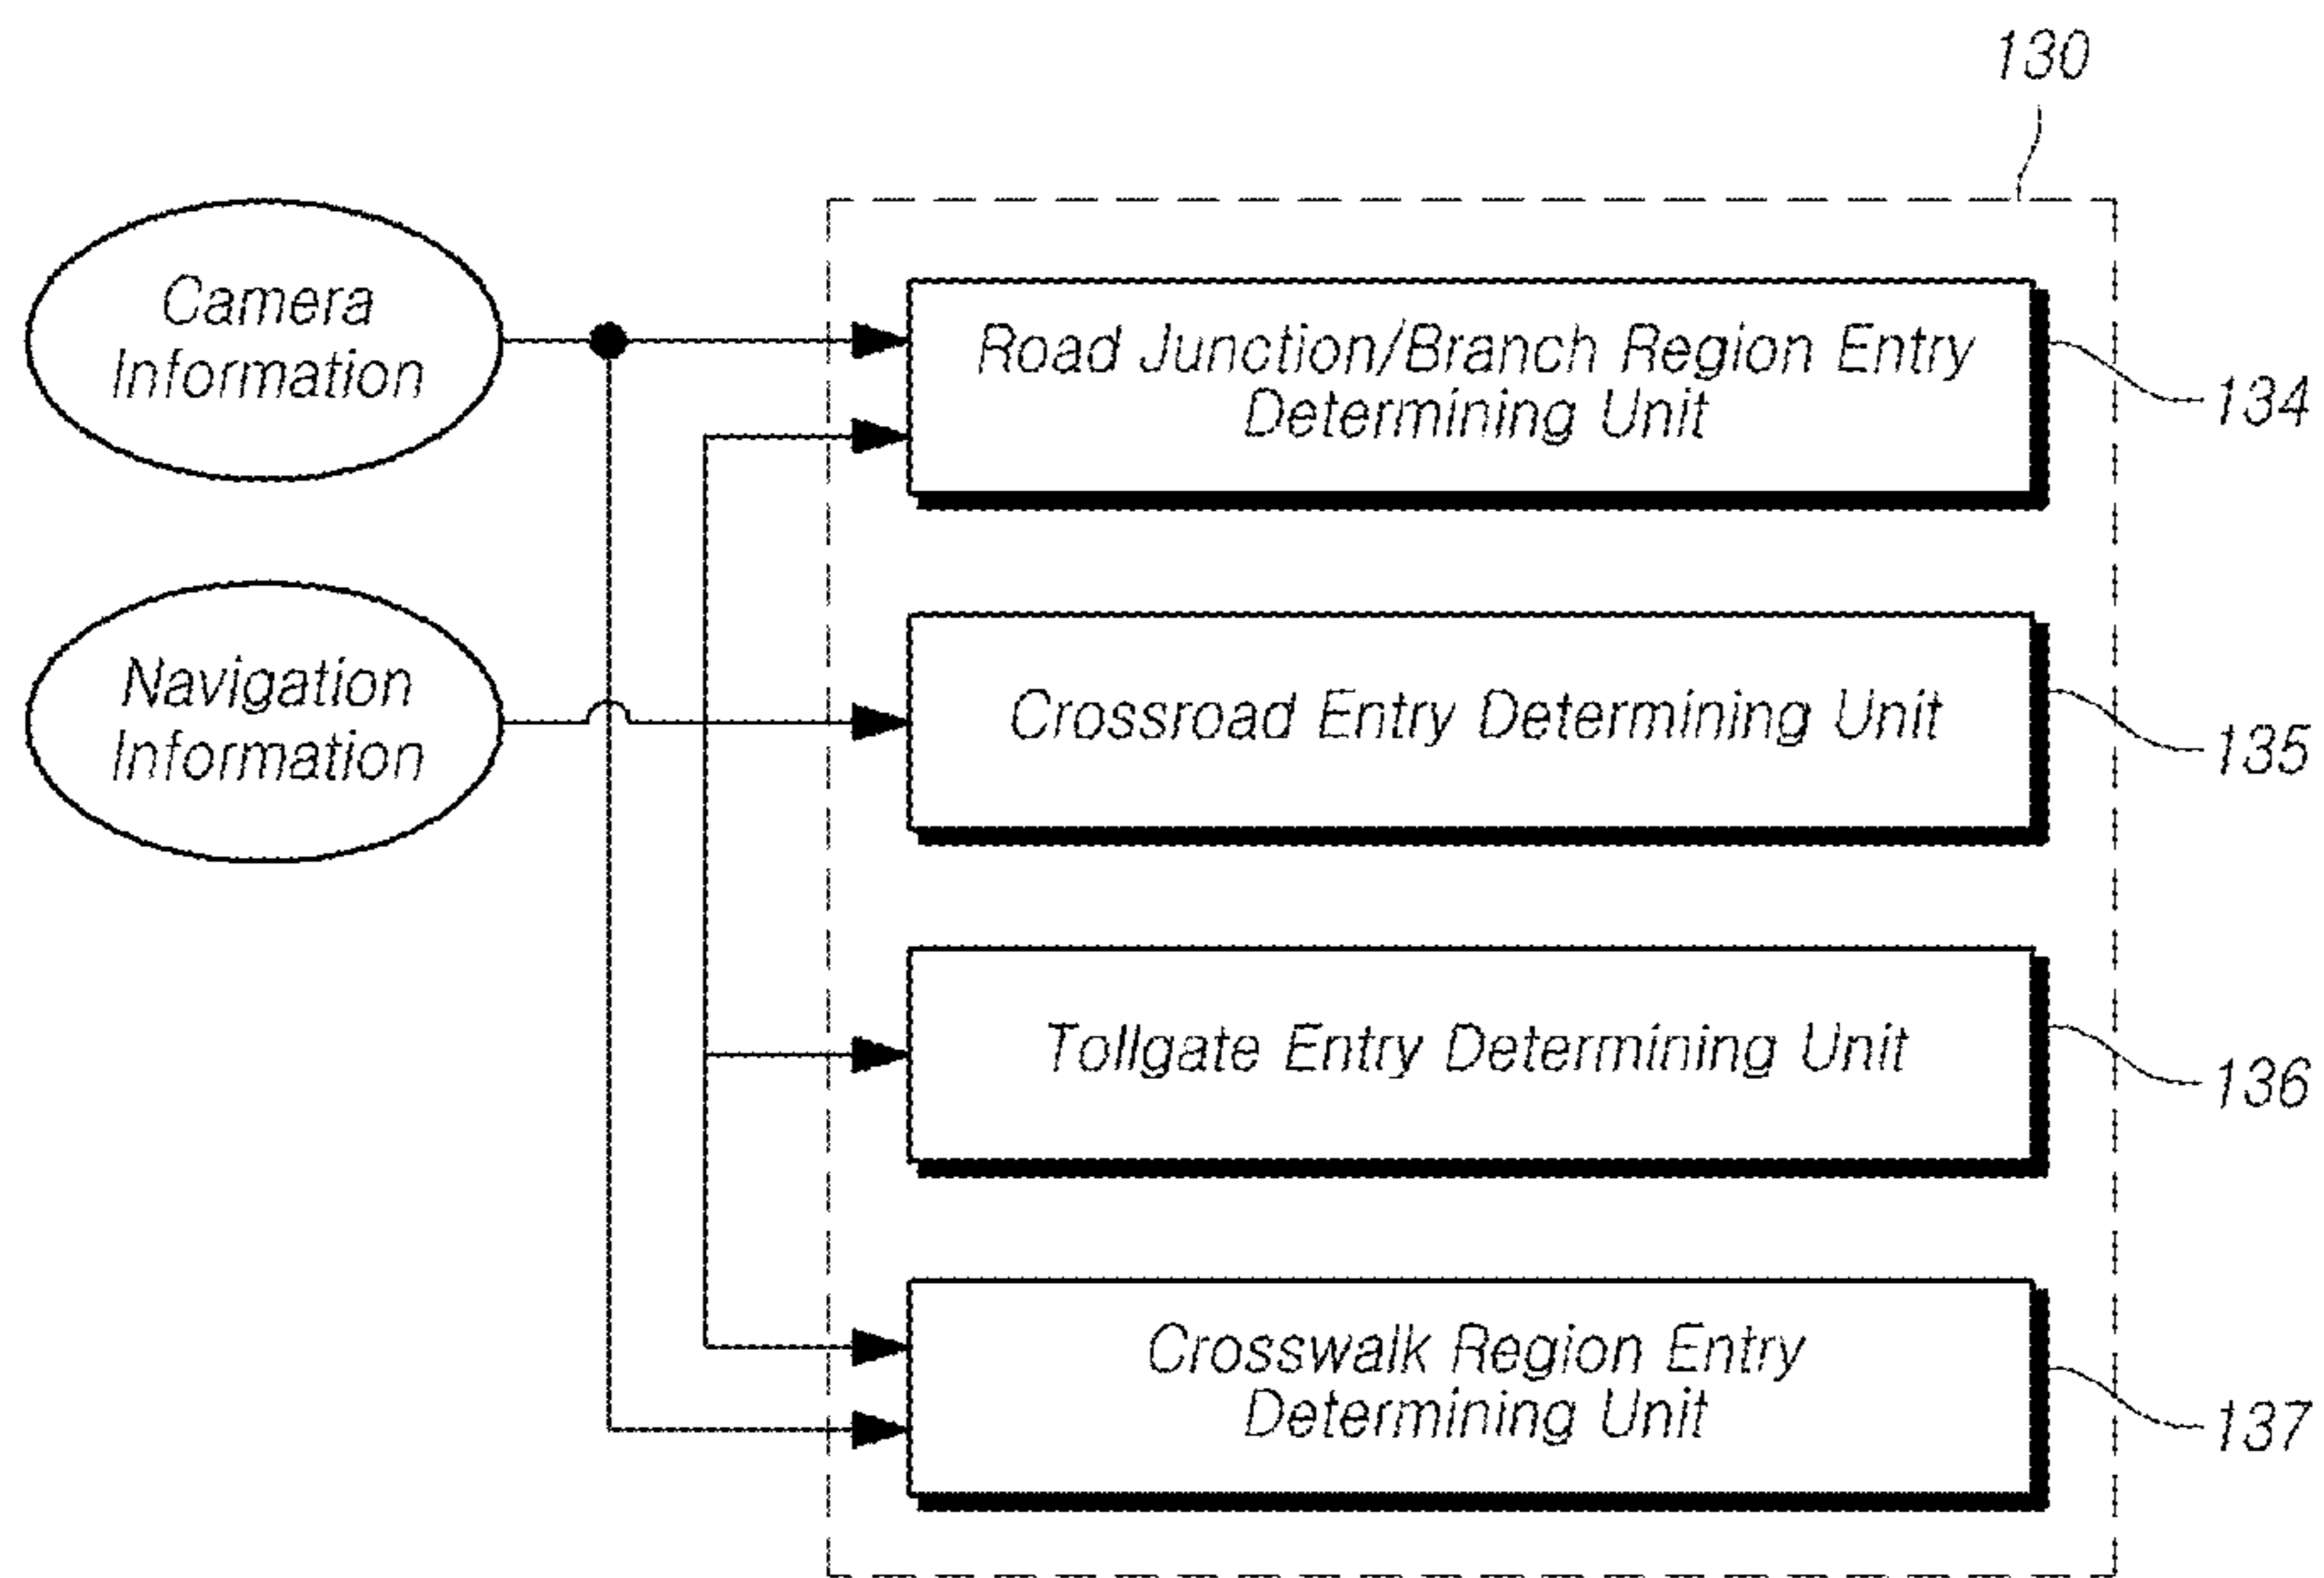 130
Camera
Information
Road Junction/Branch Region Entry
Determining Unit
134
Navigation
Information
Crossroad Entry Determining Unit
135
Tollgate Entry Determining Unit
136
Crosswalk Region Entry
Determining Unit
137